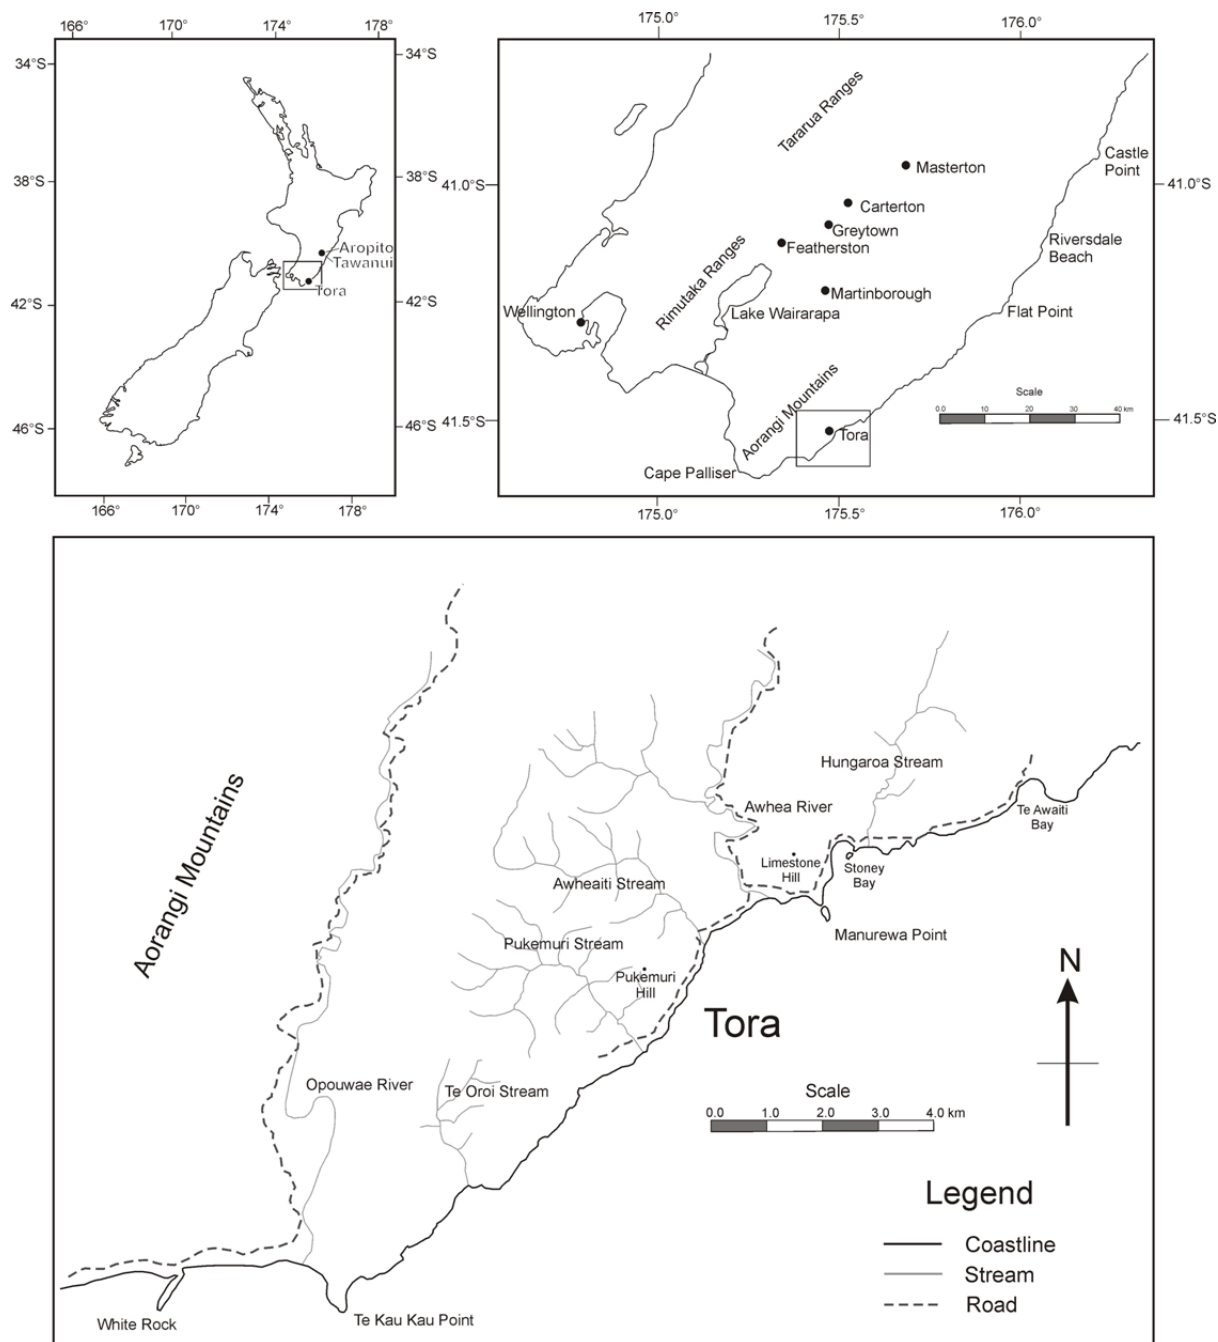 166°
170°
174°
178°
34°S
34°S
38°S
38°S
Aropito
Tawanui
Tora
42°S
42°S
46°S
46°S
166°
170°
174°
178°
175.0°
175.5°
176.0°
Tararua Ranges
Castle
Point
Masterton
41.0°S
41.0°S
Carterton
Greytown
Featherston
Riversdale
Beach
Rimutaka Ranges
Martinborough
Wellington
Lake Wairarapa
Flat Point
Scale
0.0 10 20 30 40 km
Aorangi Mountains
41.5°S
41.5°S
Tora
Cape Palliser
175.0°
175.5°
176.0°
Aorangi Mountains
Hungaroa Stream
Awhea River
Te Awaiti
Bay
Limestone
Hill
Stoney
Bay
Awheaiti Stream
Manurewa Point
Pukemuri Stream
Pukemuri
Hill
N
Tora
Opouwae River
Te Oroi Stream
Scale
0.0 1.0 2.0 3.0 4.0 km
Legend
Coastline
Stream
Road
White Rock
Te Kau Kau Point